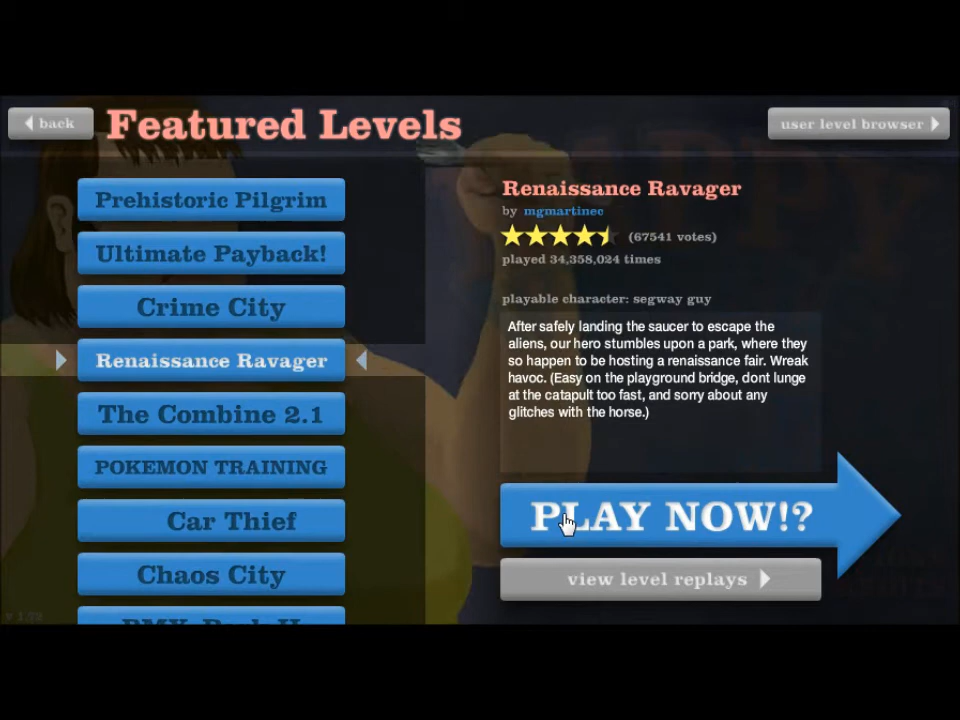 back
Featured Levels
user level browser
Prehistoric Pilgrim
Ultimate Payback!
Crime City
Renaissance Ravager
The Combine 2.1
POKEMON TRAINING
Car Thief
Chaos City
Renaissance Ravager
by mgmartinec
(67541 votes)
played 34,358,024 times
playable character: segway guy
After safely landing the saucer to escape the
aliens, our hero stumbles upon a park, where they
so happen to be hosting a renaissance fair. Wreak
havoc. (Easy on the playground bridge, dont lunge
at the catapult too fast, and sorry about any
glitches with the horse.)
PLAY NOW!?
view level replays